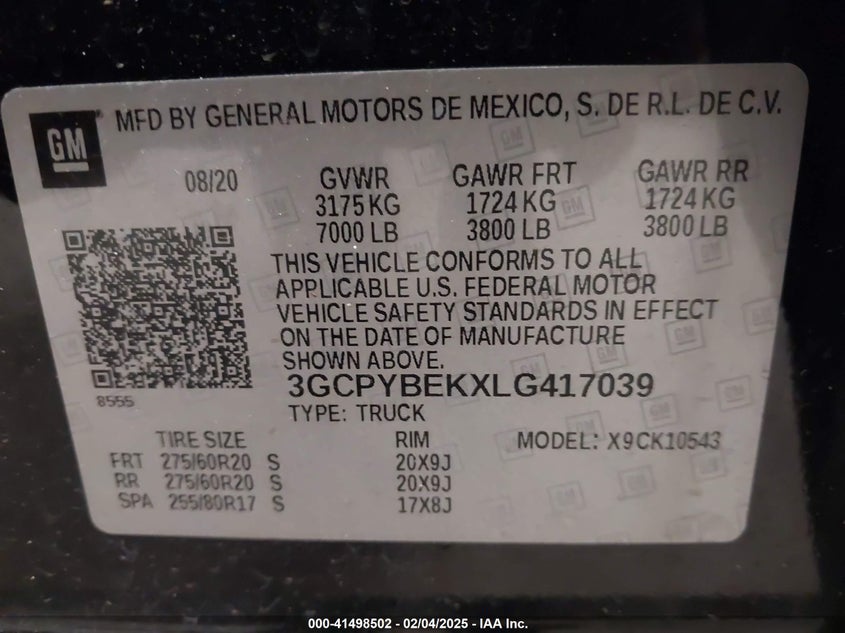 GM
MFD BY GENERAL MOTORS DE MEXICO, S. DE R.L. DE C.V.
08/20 GVWR GAWR FRT GAWR RR
3175 KG 1724 KG 1724 KG
7000 LB 3800 LB 3800 LB
THIS VEHICLE CONFORMS TO ALL
APPLICABLE U.S. FEDERAL MOTOR
VEHICLE SAFETY STANDARDS IN EFFECT
ON THE DATE OF MANUFACTURE
SHOWN ABOVE.
8555
3GCPYBEKXLG417039
TYPE: TRUCK
TIRE SIZE RIM MODEL: X9CK10543
FRT 275/60R20 S 20X9J
RR 275/60R20 S 20X9J
SPA 255/80R17 S 17X8J
000-41498502 - 02/04/2025 - IAA Inc.